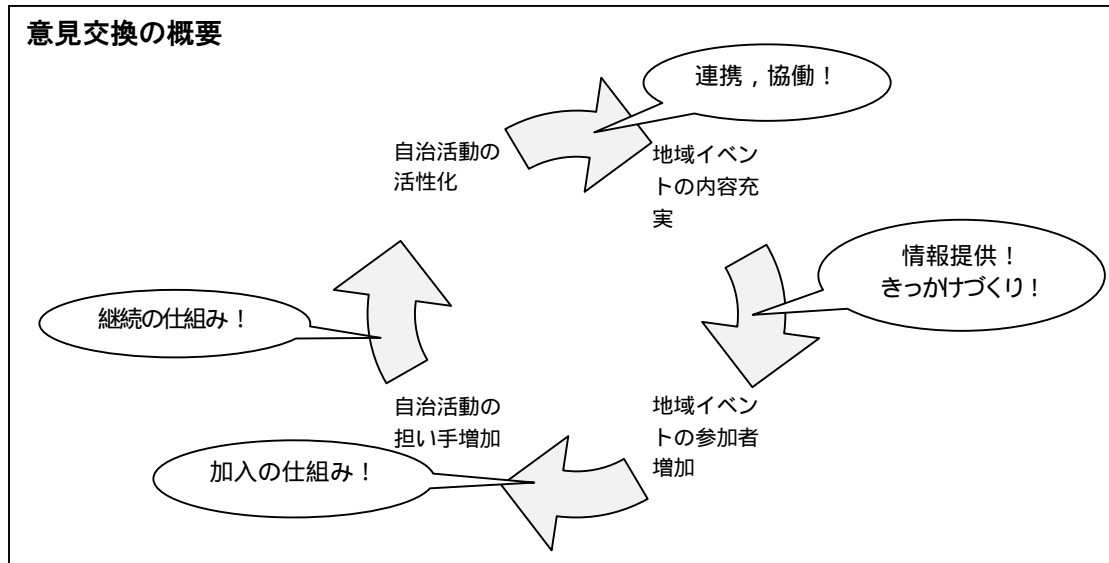 意見交換の概要
連携，協働！
自治活動の
活性化
地域イベン
トの内容充
実
情報提供！
きっかけづくり！
継続の仕組み！
自治活動の
担い手増加
地域イベン
トの参加者
増加
加入の仕組み！